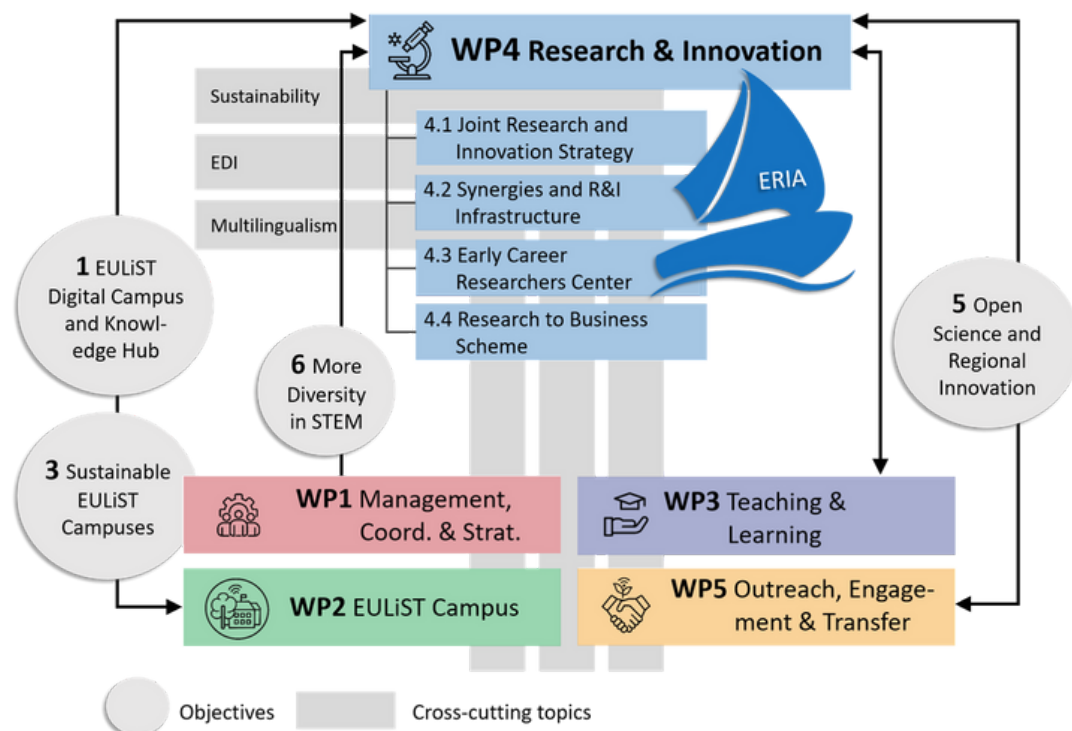 WP4 Research & Innovation
Sustainability
EDI
Multilingualism
4.1 Joint Research and
Innovation Strategy
4.2 Synergies and R&I
Infrastructure
4.3 Early Career
Researchers Center
4.4 Research to Business
Scheme
ERIA
1 EULiST
Digital Campus
and Knowl-
edge Hub
6 More
Diversity
in STEM
5 Open
Science and
Regional
Innovation
3 Sustainable
EULiST
Campuses
WP1 Management,
Coord. & Strat.
WP3 Teaching &
Learning
WP2 EULiST Campus
WP5 Outreach, Engage-
ment & Transfer
Objectives
Cross-cutting topics